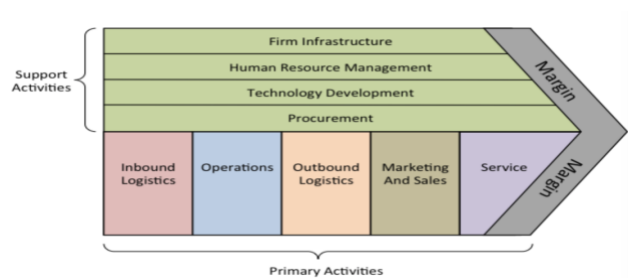 Firm Infrastructure
Human Resource Management
Technology Development
Procurement
Support
Activities
Margin
Inbound
Logistics
Operations
Outbound
Logistics
Marketing
And Sales
Service
Margin
Primary Activities